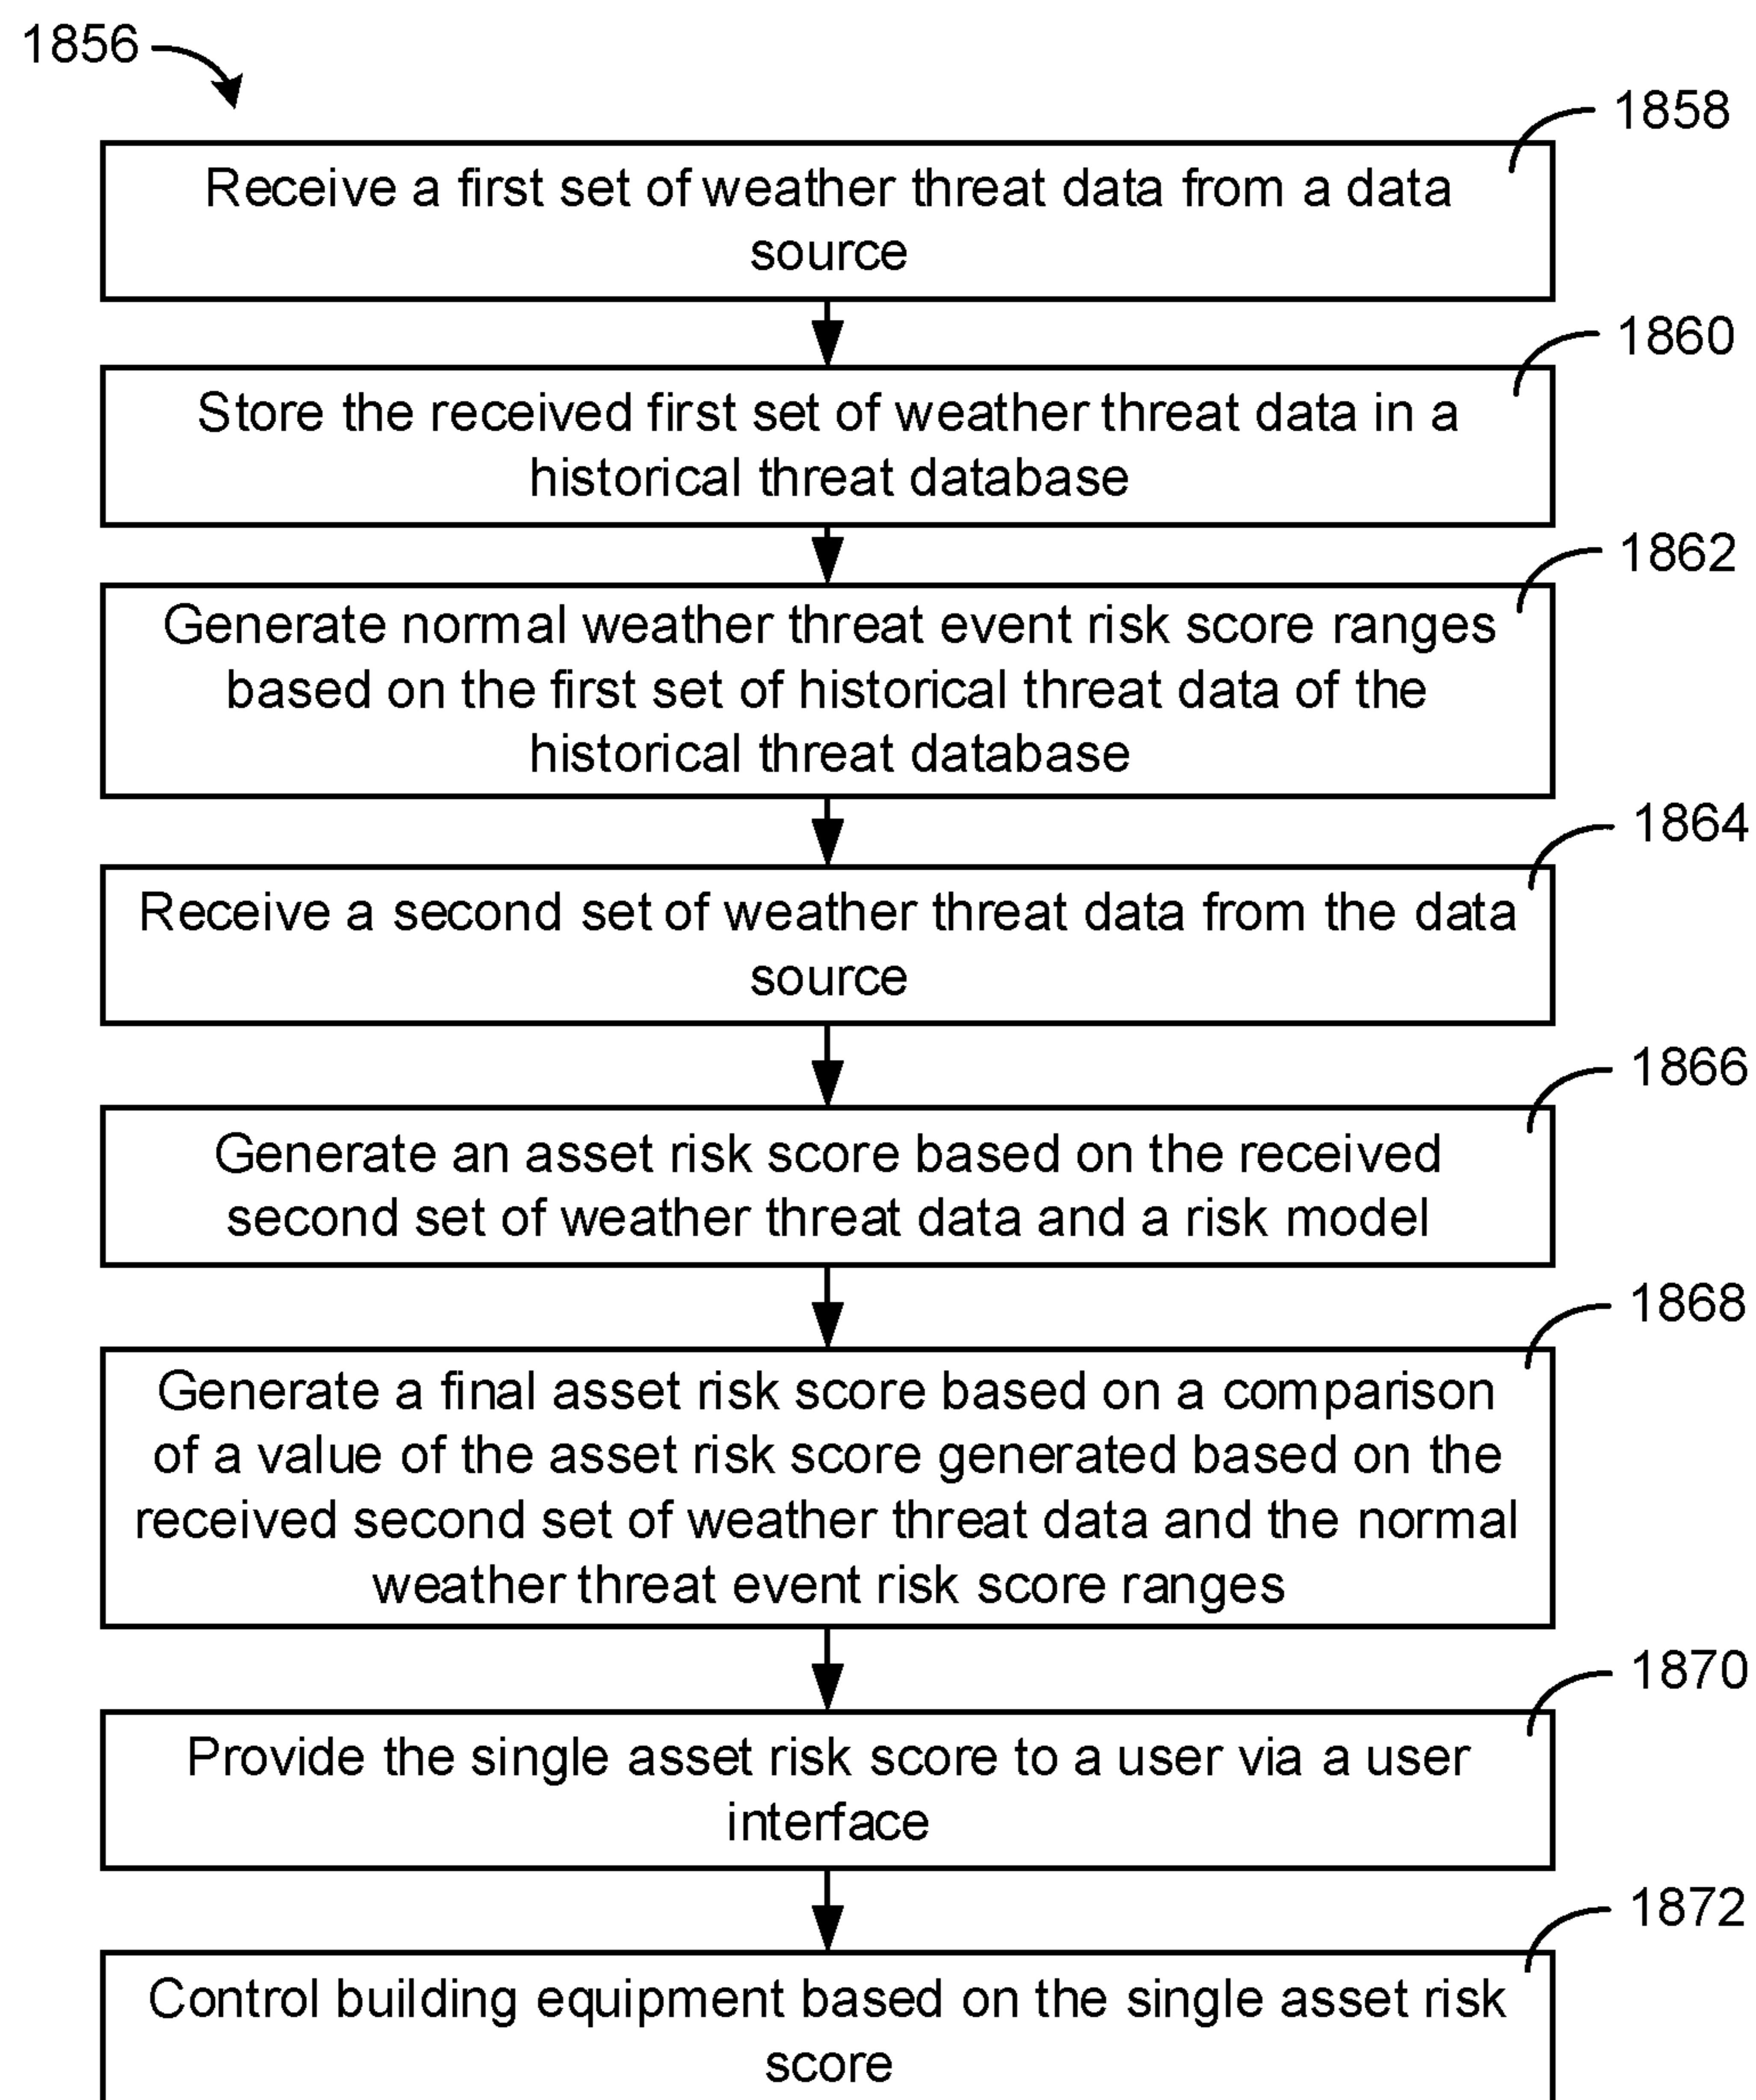 1856
1858
Receive a first set of weather threat data from a data
source
1860
Store the received first set of weather threat data in a
historical threat database
1862
Generate normal weather threat event risk score ranges
based on the first set of historical threat data of the
historical threat database
1864
Receive a second set of weather threat data from the data
source
1866
Generate an asset risk score based on the received
second set of weather threat data and a risk model
1868
Generate a final asset risk score based on a comparison
of a value of the asset risk score generated based on the
received second set of weather threat data and the normal
weather threat event risk score ranges
1870
Provide the single asset risk score to a user via a user
interface
1872
Control building equipment based on the single asset risk
score